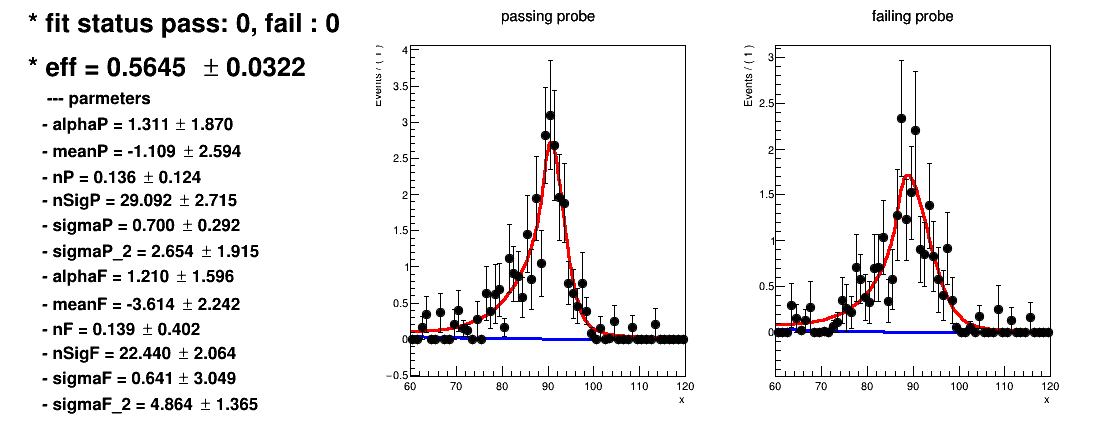 * fit status pass: 0, fail : 0
* eff = 0.5645 ± 0.0322
--- parmeters
- alphaP = 1.311 ± 1.870
- meanP = -1.109 ± 2.594
- nP = 0.136 ± 0.124
- nSigP = 29.092 ± 2.715
- sigmaP = 0.700 ± 0.292
- sigmaP_2 = 2.654 ± 1.915
- alphaF = 1.210 ± 1.596
- meanF = -3.614 ± 2.242
- nF = 0.139 ± 0.402
- nSigF = 22.440 ± 2.064
- sigmaF = 0.641 ± 3.049
- sigmaF_2 = 4.864 ± 1.365
passing probe
Events / ( 1 )
4
3.5
3
2.5
2
1.5
1
0.5
0
−0.5
60 70 80 90 100 110 120
x
failing probe
Events / ( 1 )
3
2.5
2
1.5
1
0.5
0
60 70 80 90 100 110 120
x